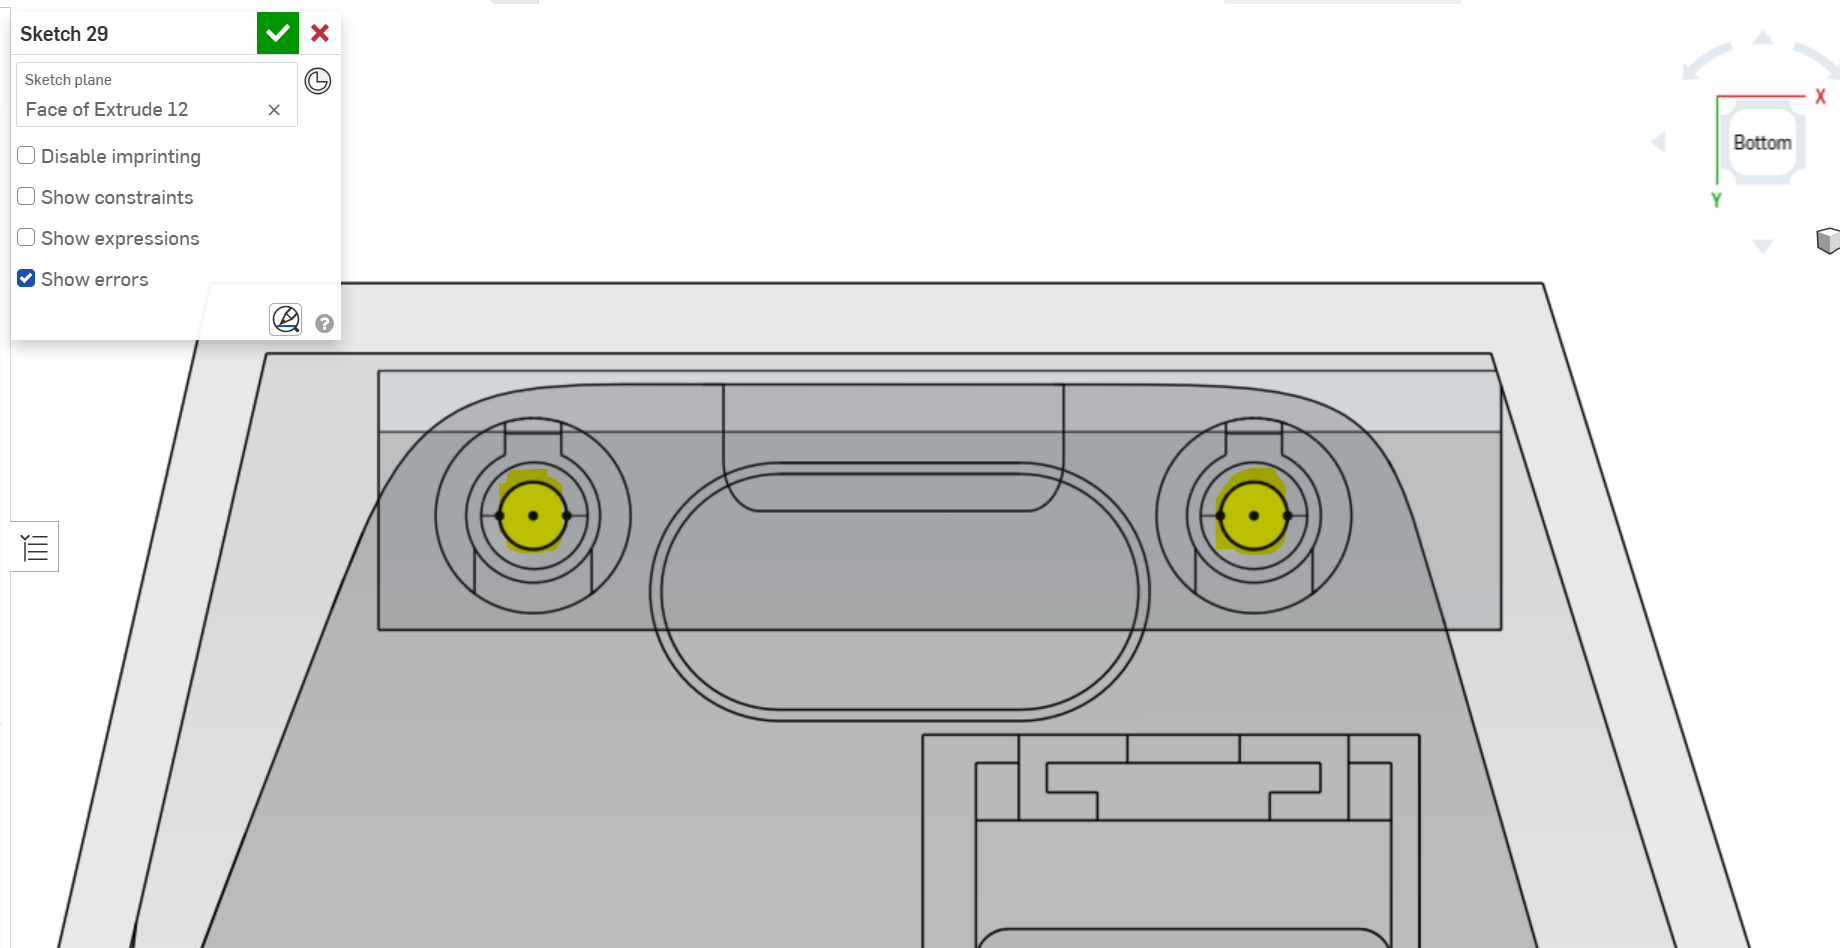 Sketch 29
Sketch plane
Face of Extrude 12
Disable imprinting
Show constraints
Show expressions
Show errors
?
X
Bottom
Y